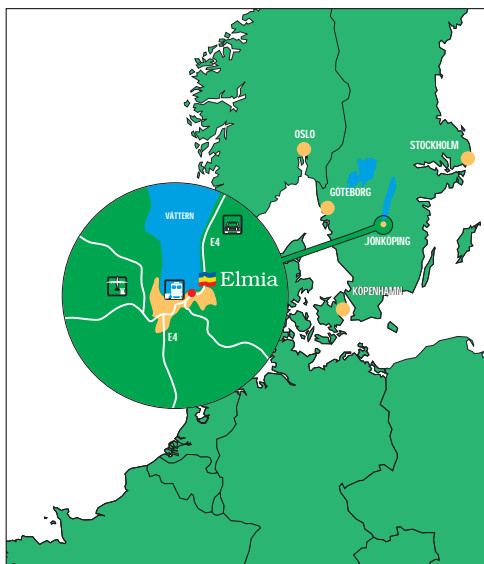 OSLO
STOCKHOLM
GÖTEBORG
VÄTTERN
E4
JÖNKÖPING
Elmia
KÖPENHAMN
E4